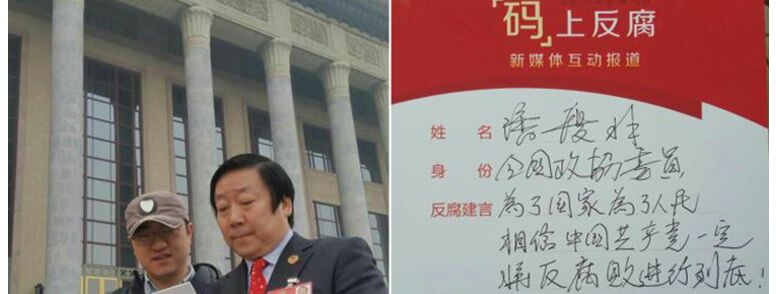 「码」上反腐
新媒体互动报道
姓 名
身 份 全国政协委员
反腐建言 为了国家为了人民
相信中国共产党一定
将反腐败进行到底!